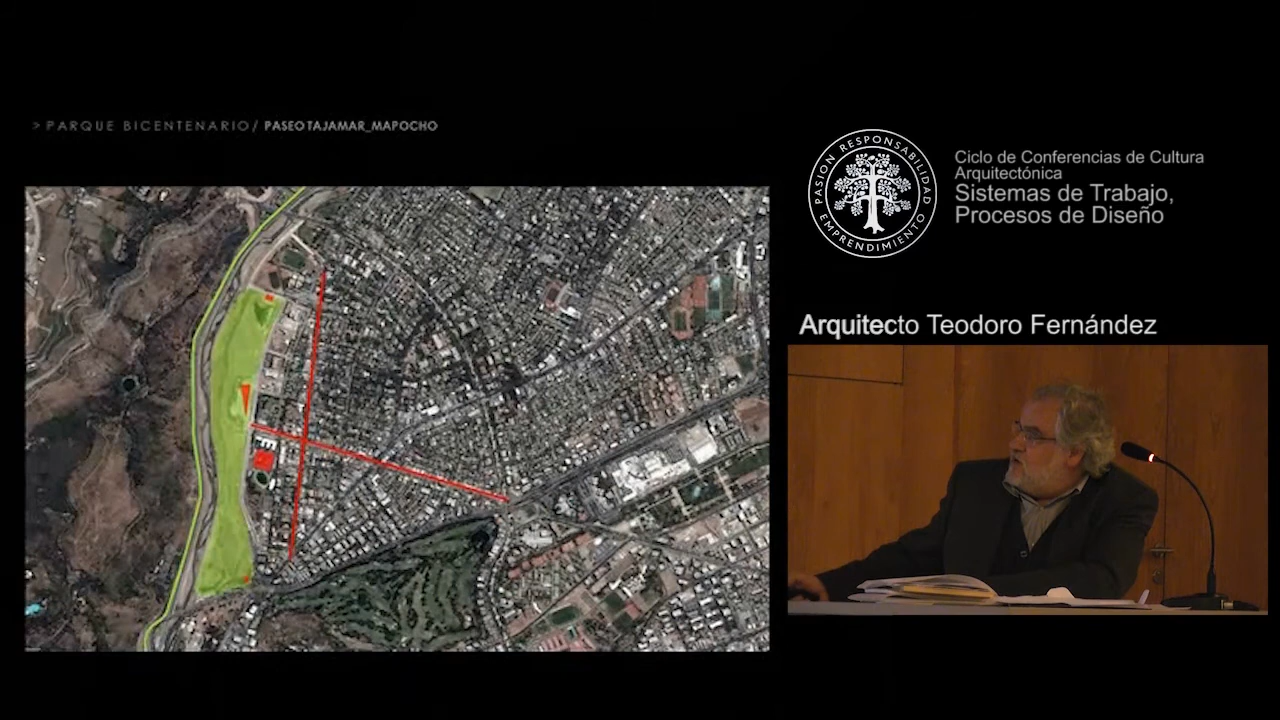 > PARQUE BICENTENARIO/ PASEO TAJAMAR_MAPOCHO
PASION RESPONSABILIDAD
EMPRENDIMIENTO
Ciclo de Conferencias de Cultura
Arquitectónica
Sistemas de Trabajo,
Procesos de Diseño
Arquitecto Teodoro Fernández